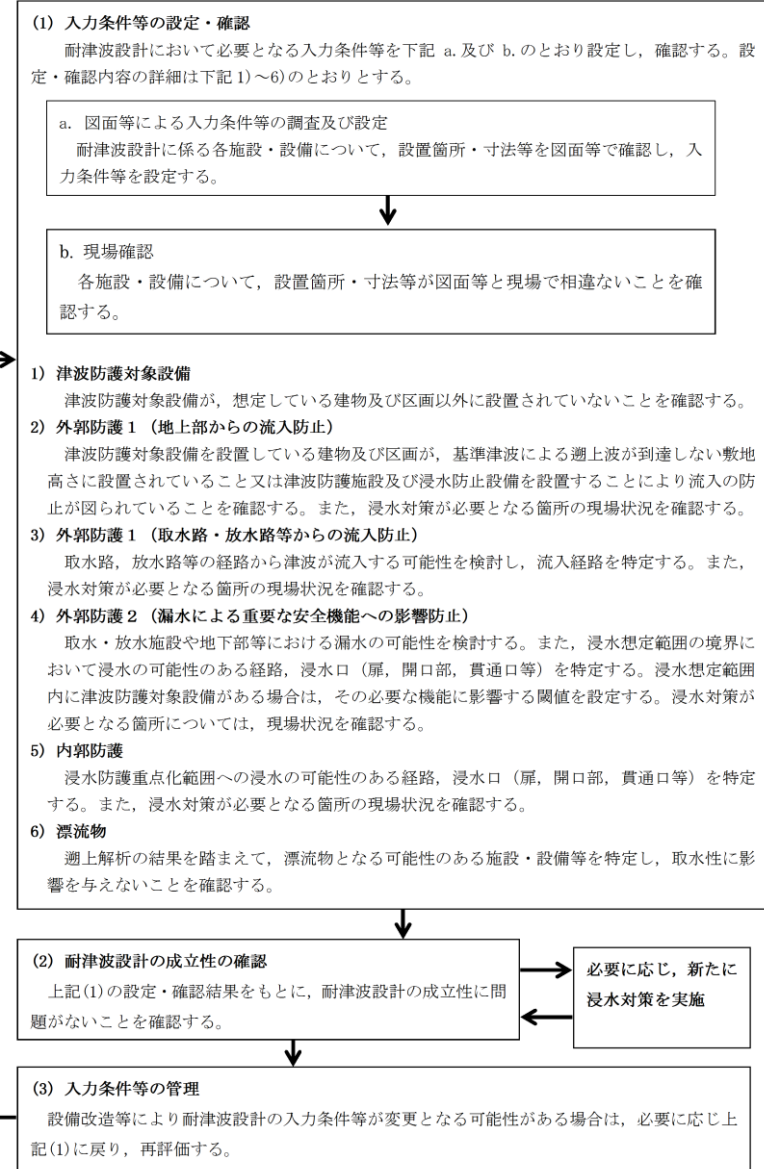 (1) 入力条件等の設定・確認
耐津波設計において必要となる入力条件等を下記 a.及び b.のとおり設定し，確認する。設
定・確認内容の詳細は下記 1)～6)のとおりとする。
a. 図面等による入力条件等の調査及び設定
耐津波設計に係る各施設・設備について，設置箇所・寸法等を図面等で確認し，入
力条件等を設定する。
b. 現場確認
各施設・設備について，設置箇所・寸法等が図面等と現場で相違ないことを確
認する。
1) 津波防護対象設備
津波防護対象設備が，想定している建物及び区画以外に設置されていないことを確認する。
2) 外郭防護１（地上部からの流入防止）
津波防護対象設備を設置している建物及び区画が，基準津波による遡上波が到達しない敷地
高さに設置されていること又は津波防護施設及び浸水防止設備を設置することにより流入の防
止が図られていることを確認する。また，浸水対策が必要となる箇所の現場状況を確認する。
3) 外郭防護１（取水路・放水路等からの流入防止）
取水路，放水路等の経路から津波が流入する可能性を検討し，流入経路を特定する。また，
浸水対策が必要となる箇所の現場状況を確認する。
4) 外郭防護２（漏水による重要な安全機能への影響防止）
取水・放水施設や地下部等における漏水の可能性を検討する。また，浸水想定範囲の境界に
おいて浸水の可能性のある経路，浸水口（扉，開口部，貫通口等）を特定する。浸水想定範囲
内に津波防護対象設備がある場合は，その必要な機能に影響する閾値を設定する。浸水対策が
必要となる箇所については，現場状況を確認する。
5) 内郭防護
浸水防護重点化範囲への浸水の可能性のある経路，浸水口（扉，開口部，貫通口等）を特定
する。また，浸水対策が必要となる箇所の現場状況を確認する。
6) 漂流物
遡上解析の結果を踏まえて，漂流物となる可能性のある施設・設備等を特定し，取水性に影
響を与えないことを確認する。
(2) 耐津波設計の成立性の確認
上記(1)の設定・確認結果をもとに，耐津波設計の成立性に問
題がないことを確認する。
必要に応じ，新たに
浸水対策を実施
(3) 入力条件等の管理
設備改造等により耐津波設計の入力条件等が変更となる可能性がある場合は，必要に応じ上
記(1)に戻り，再評価する。